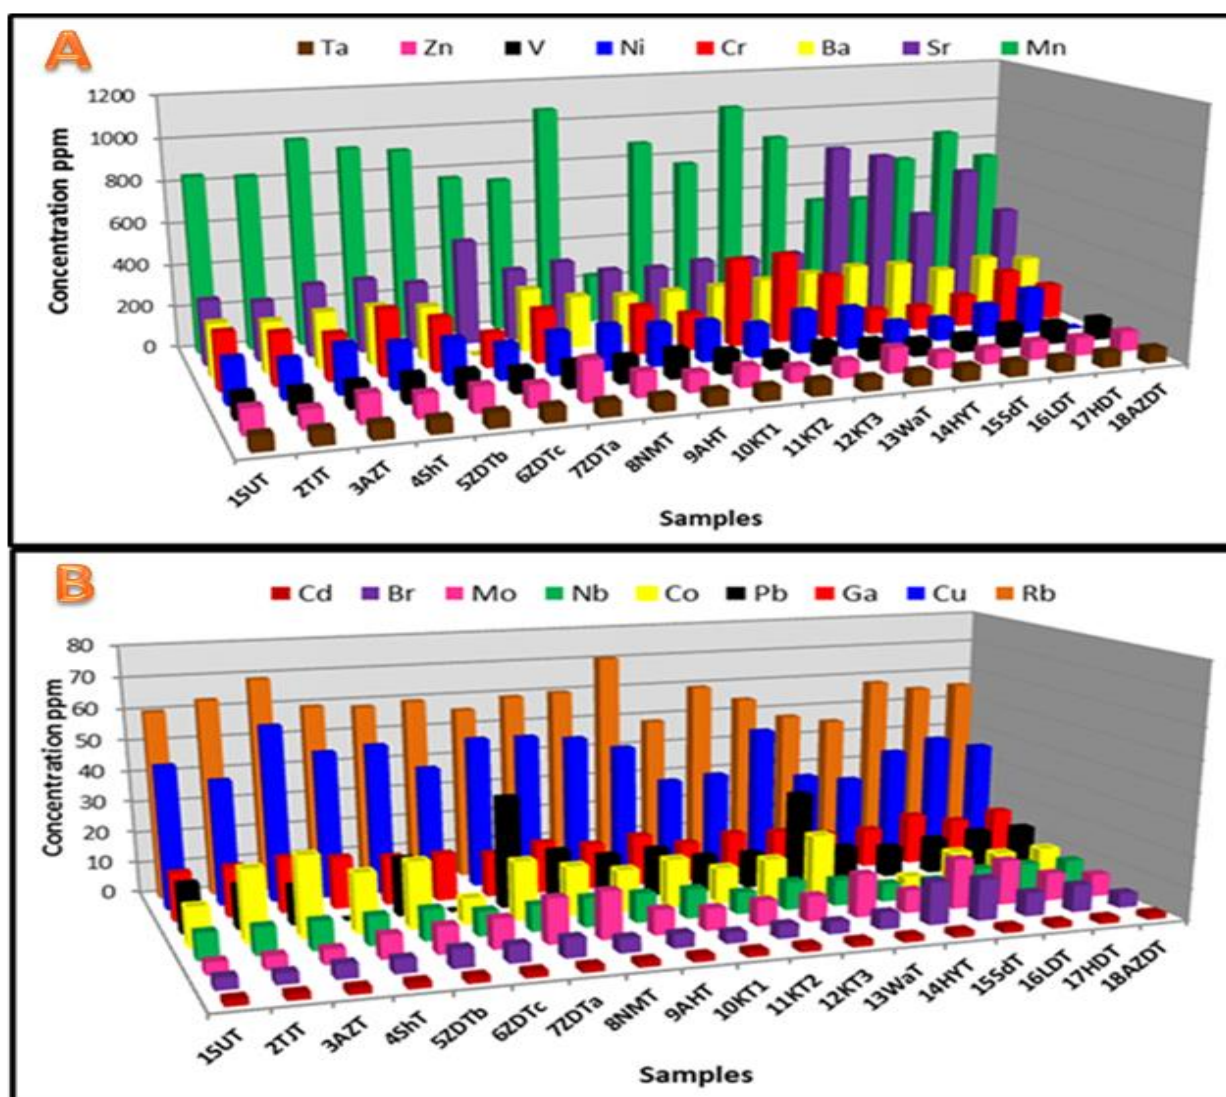 A
Ta Zn V Ni Cr Ba Sr Mn
Concentration ppm
1200
1000
800
600
400
200
0
1SUT 2TJT 3AZT 4ShT 5ZDTb 6ZDTc 7ZDTa 8NMT 9AHT 10KT1 11KT2 12KT3 13WaT 14HYT 15SdT 16LDT 17HDT 18AZDT
Samples
B
Cd Br Mo Nb Co Pb Ga Cu Rb
Concentration ppm
80
70
60
50
40
30
20
10
0
1SUT 2TJT 3AZT 4ShT 5ZDTb 6ZDTc 7ZDTa 8NMT 9AHT 10KT1 11KT2 12KT3 13WaT 14HYT 15SdT 16LDT 17HDT 18AZDT
Samples